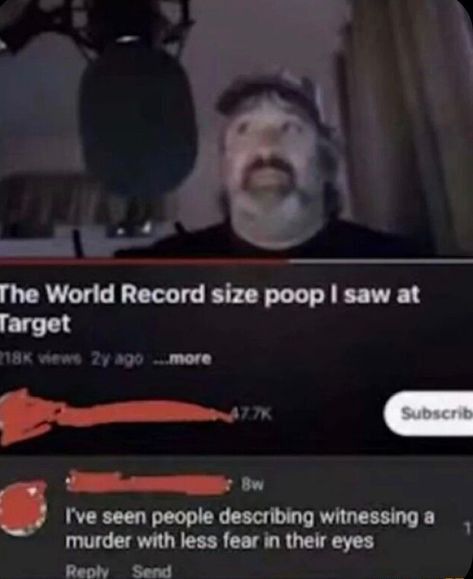 The World Record size poop I saw at
Target
218K views 2y ago ...more
47.7K
Subscrib
8w
I've seen people describing witnessing a
murder with less fear in their eyes
1
Reply Send